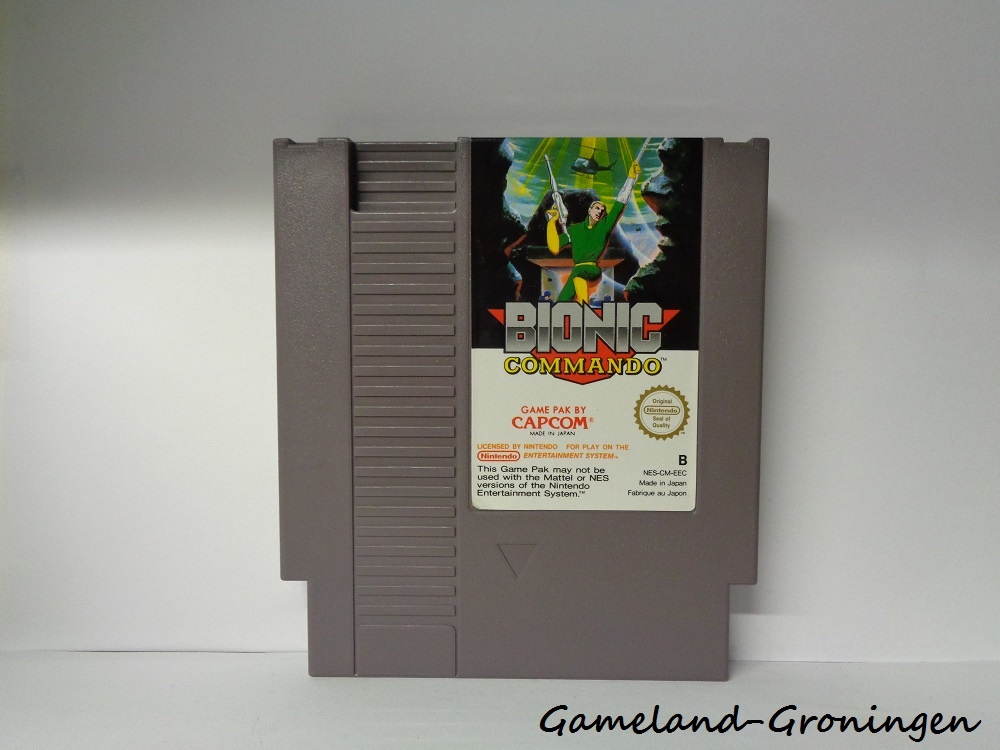 BIONIC
COMMANDO™
GAME PAK BY
CAPCOM®
MADE IN JAPAN
Original
Nintendo
Seal of
Quality
TM
LICENSED BY NINTENDO FOR PLAY ON THE
Nintendo ENTERTAINMENT SYSTEM™
This Game Pak may not be
used with the Mattel or NES
versions of the Nintendo
Entertainment System.™
B
NES-CM-EEC
Made in Japan
Fabriqué au Japon
Gameland-Groningen